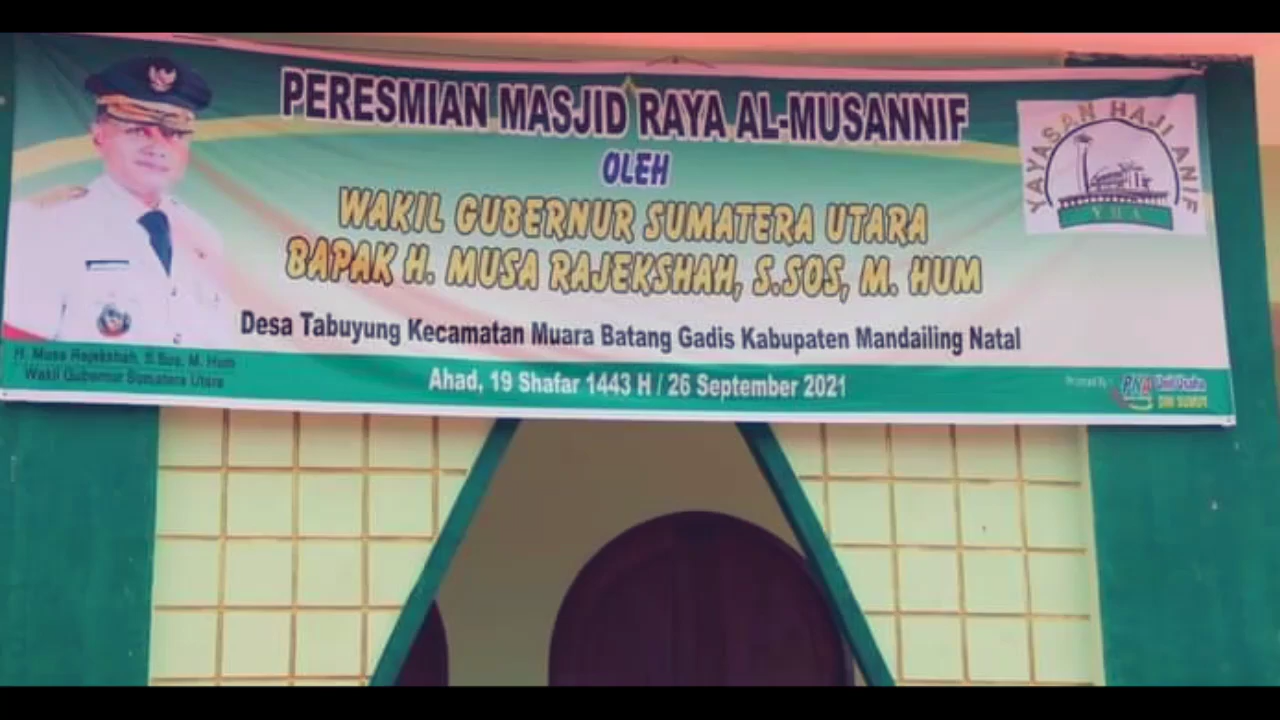 PERESMIAN MASJID RAYA AL-MUSANNIF
OLEH
WAKIL GUBERNUR SUMATERA UTARA
BAPAK H. MUSA RAJEKSHAH, S.SOS, M. HUM
Desa Tabuyung Kecamatan Muara Batang Gadis Kabupaten Mandailing Natal
Ahad, 19 Shafar 1443 H / 26 September 2021
H. Musa Rajekshah, S.Sos, M. Hum
Wakil Gubernur Sumatera Utara
YAYASAN HAJI ANIF
YHA